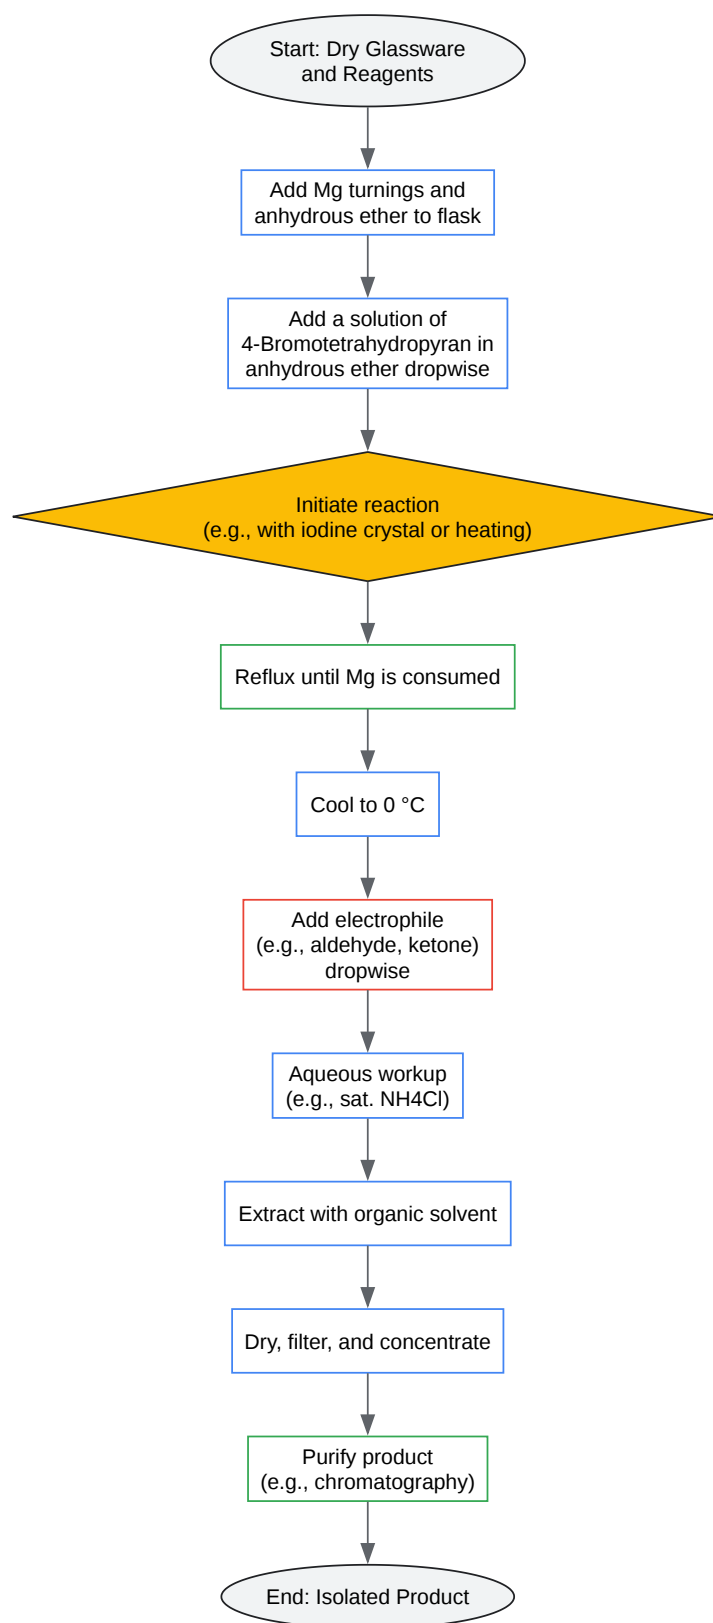 Start: Dry Glassware
and Reagents
Add Mg turnings and
anhydrous ether to flask
Add a solution of
4-Bromotetrahydropyran in
anhydrous ether dropwise
Initiate reaction
(e.g., with iodine crystal or heating)
Reflux until Mg is consumed
Cool to 0 °C
Add electrophile
(e.g., aldehyde, ketone)
dropwise
Aqueous workup
(e.g., sat. NH4Cl)
Extract with organic solvent
Dry, filter, and concentrate
Purify product
(e.g., chromatography)
End: Isolated Product